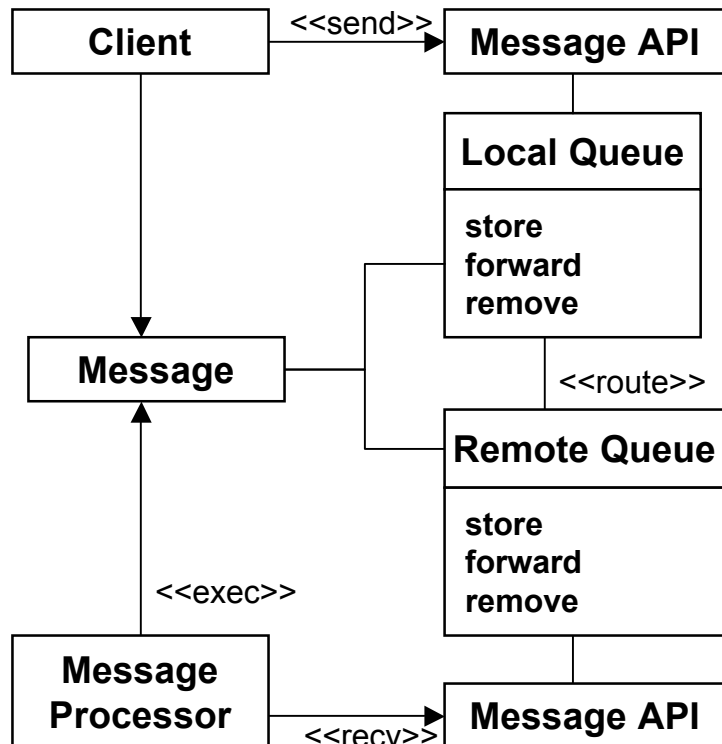 Client
<<send>>
Message API
Local Queue
store
forward
remove
Message
<<route>>
Remote Queue
store
forward
remove
<<exec>>
Message
Processor
<<recv>>
Message API